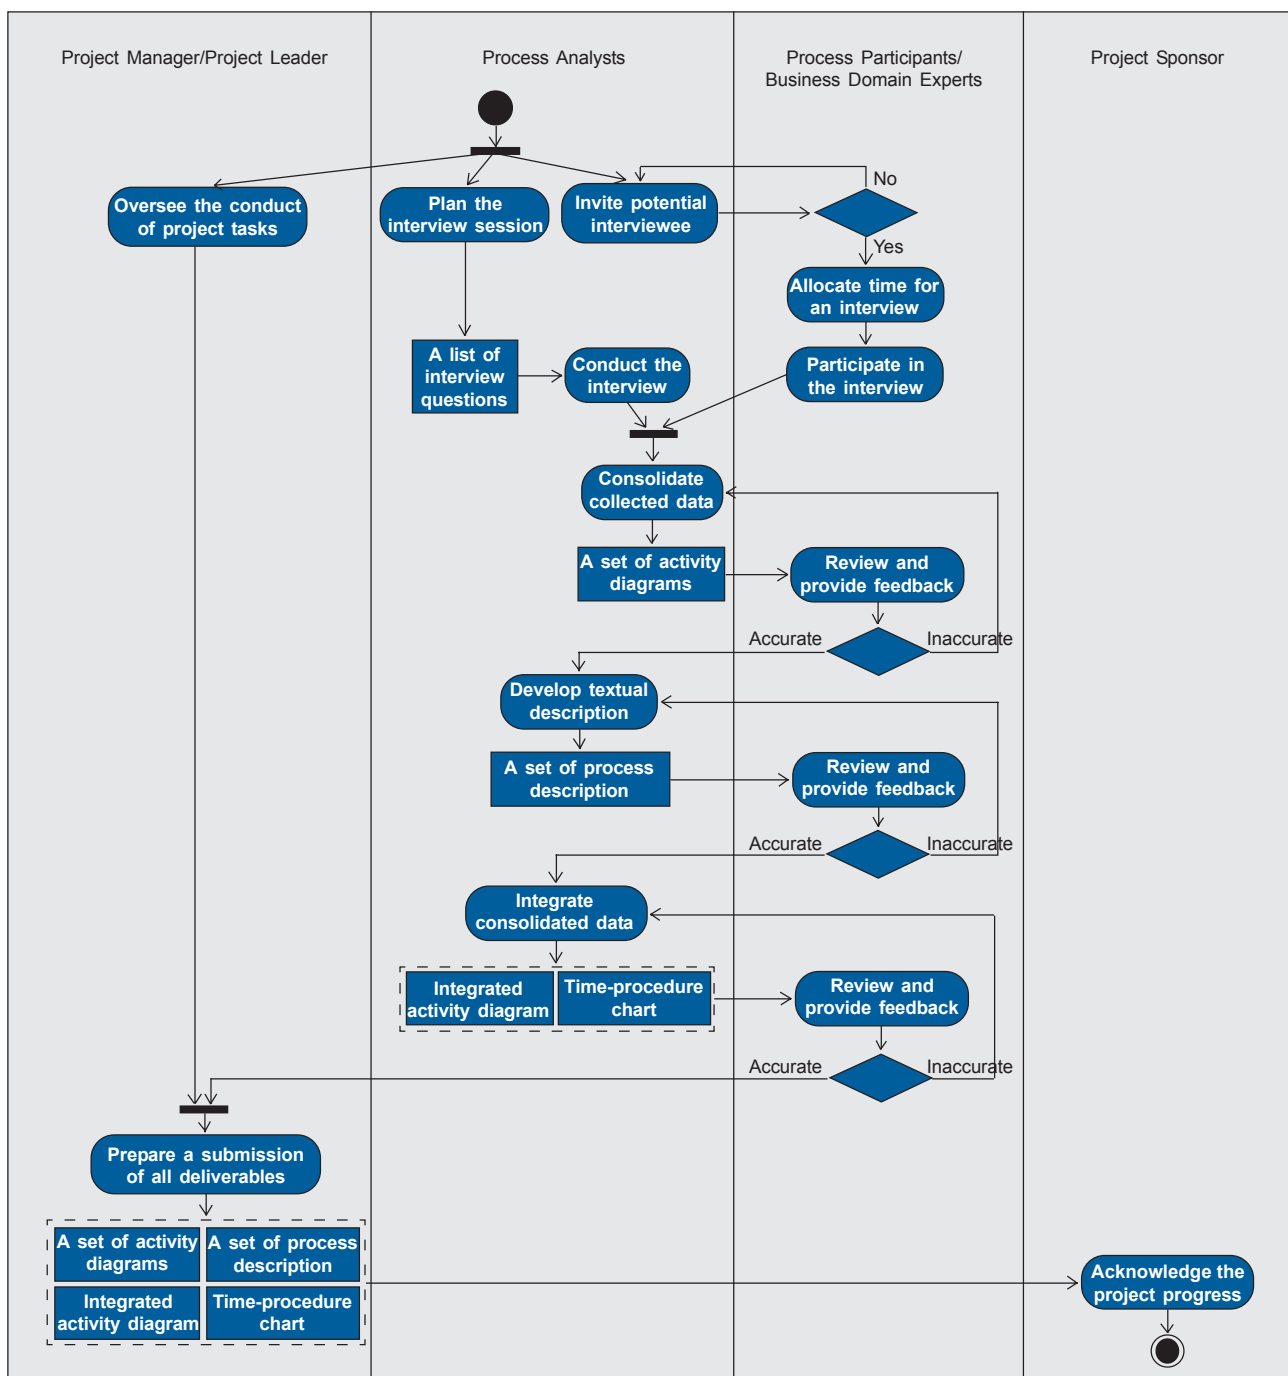 Project Manager/Project Leader
Process Analysts
Process Participants/
Business Domain Experts
Project Sponsor
Oversee the conduct
of project tasks
Plan the
interview session
Invite potential
interviewee
No
Yes
Allocate time for
an interview
A list of
interview
questions
Conduct the
interview
Participate in
the interview
Consolidate
collected data
A set of activity
diagrams
Review and
provide feedback
Accurate
Inaccurate
Develop textual
description
A set of process
description
Review and
provide feedback
Accurate
Inaccurate
Integrate
consolidated data
Integrated
activity diagram
Time-procedure
chart
Review and
provide feedback
Accurate
Inaccurate
Prepare a submission
of all deliverables
A set of activity
diagrams
A set of process
description
Integrated
activity diagram
Time-procedure
chart
Acknowledge the
project progress